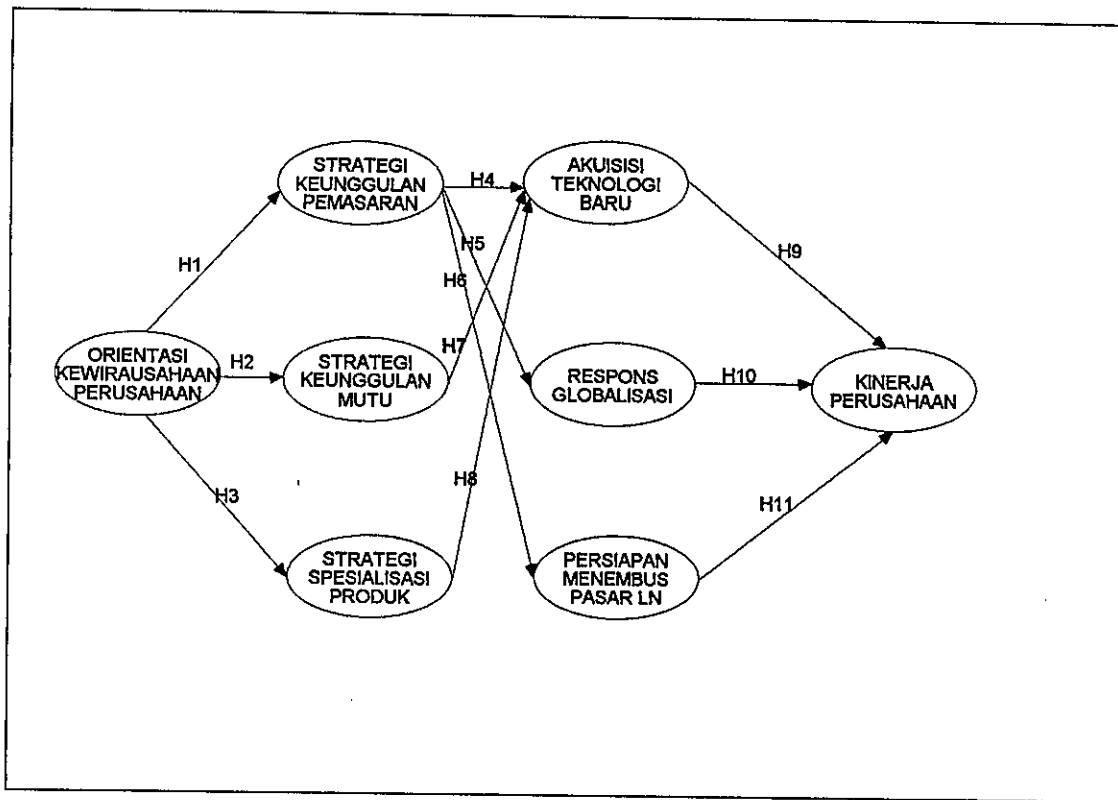 STRATEGI
KEUNGGULAN
PEMASARAN
H4
AKUISISI
TEKNOLOGI
BARU
H1
H5
H6
H9
ORIENTASI
KEWIRAUSAHAAN
PERUSAHAAN
H2
STRATEGI
KEUNGGULAN
MUTU
H7
RESPONS
GLOBALISASI
H10
KINERJA
PERUSAHAAN
H3
H8
H11
STRATEGI
SPESIALISASI
PRODUK
PERSIAPAN
MENEMBUS
PASAR LN